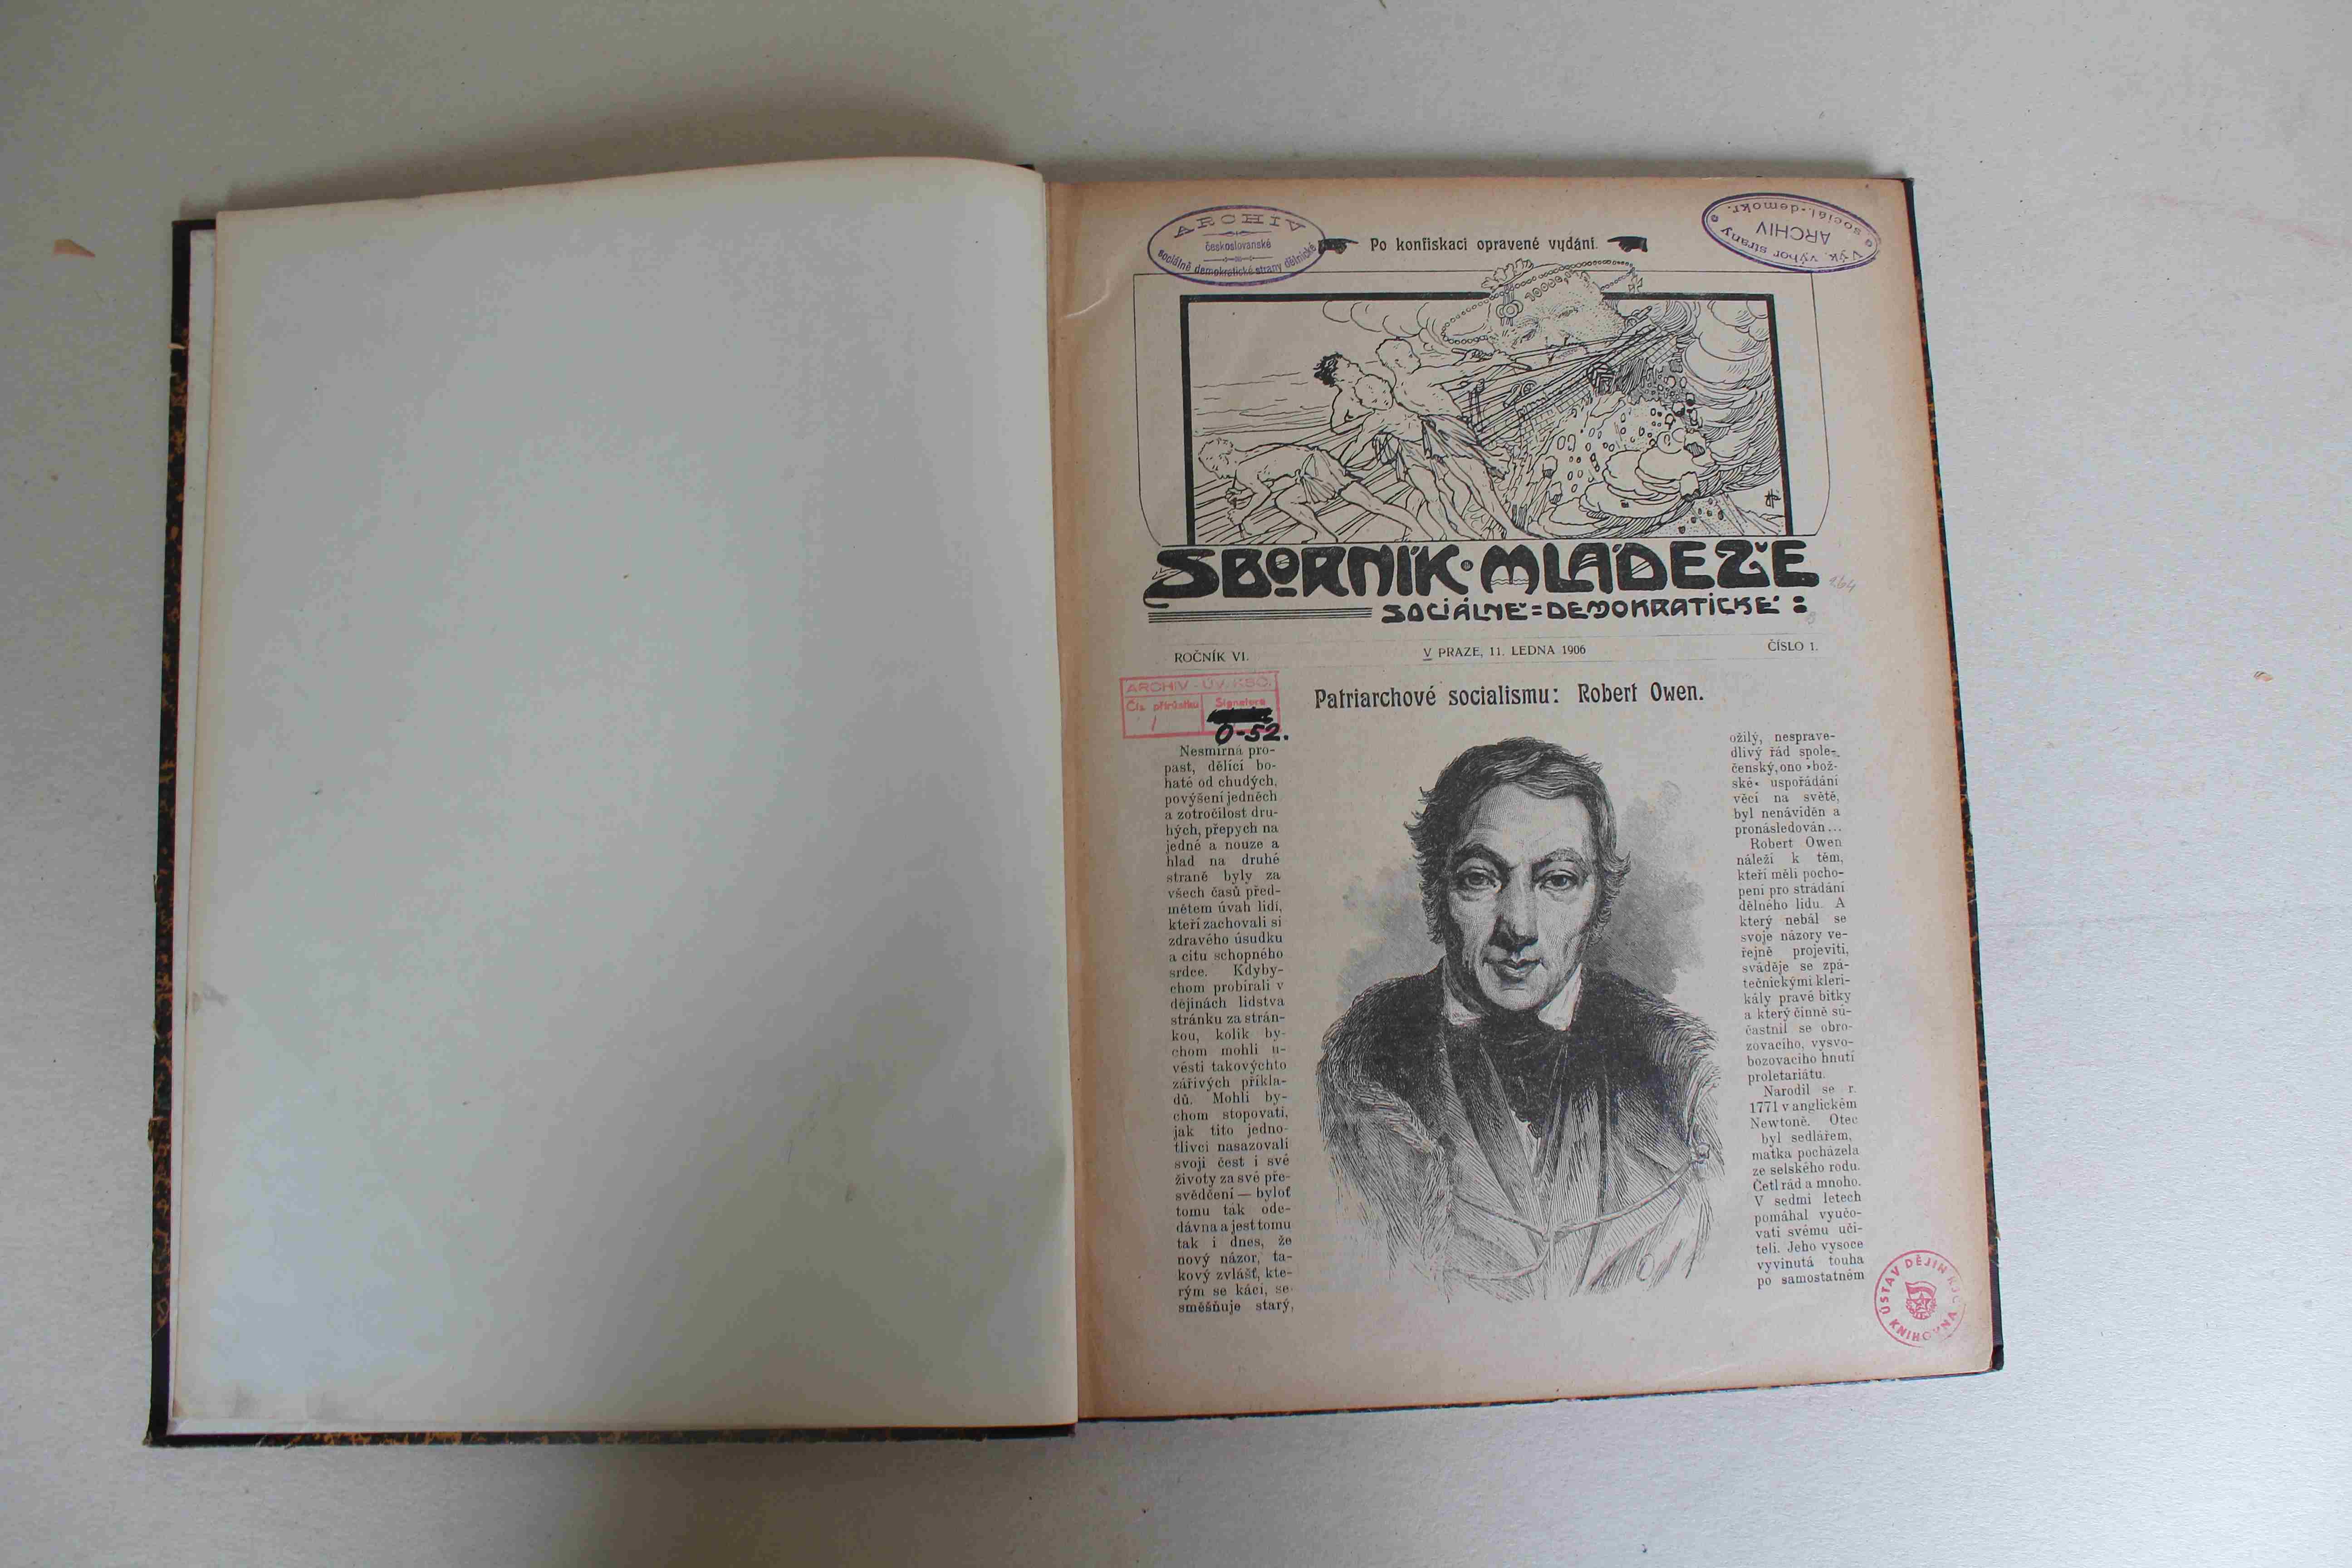 ARCHIV
českoslovanské
sociálně demokratické strany dělnické
Po konfiskaci opravené vydání.
Výk. výbor strany
ARCHIV
sociál.-demokr.
SBORNÍK·MLÁDEŽE
SOCIÁLNĚ=DEMOKRATICKÉ:
ROČNÍK VI.
V PRAZE, 11. LEDNA 1906
ČÍSLO 1.
ARCHIV - ÚV. KSČ.
Čís. přírůstku
Signatura
O-52.
Patriarchové socialismu: Robert Owen.
Nesmírná pro-
past, dělící bo-
haté od chudých,
povýšení jedněch
a zotročilost dru-
hých, přepych na
jedné a nouze a
hlad na druhé
straně byly za
všech časů před-
mětem úvah lidí,
kteří zachovali si
zdravého úsudku
a citu schopného
srdce. Kdyby-
chom probírali v
dějinách lidstva
stránku za strán-
kou, kolik by-
chom mohli u-
vésti takovýchto
zářivých příkla-
dů. Mohli by-
chom stopovati,
jak tito jedno-
tlivci nasazovali
svoji čest i své
životy za své pře-
svědčení — byloť
tomu tak ode-
dávna a jest tomu
tak i dnes, že
nový názor, ta-
kový zvlášť, kte-
rým se kácí, se-
směšňuje starý,
ožilý, nesprave-
dlivý řád spole-
čenský, ono »bož-
ské« uspořádání
věcí na světě,
byl nenáviděn a
pronásledován...
Robert Owen
náleží k těm,
kteří měli pocho-
pení pro strádání
dělného lidu. A
který nebál se
svoje názory ve-
řejně projeviti,
sváděje se zpá-
tečnickými kleri-
kály pravé bitky
a který činně sú-
častnil se obro-
zovacího, vysvo-
bozovacího hnutí
proletariátu.
Narodil se r.
1771 v anglickém
Newtoně. Otec
byl sedlářem,
matka pocházela
ze selského rodu.
Četl rád a mnoho.
V sedmi letech
pomáhal vyučo-
vati svému uči-
teli. Jeho vysoce
vyvinutá touha
po samostatném
ÚSTAV DĚJIN KSČ
KNIHOVNA